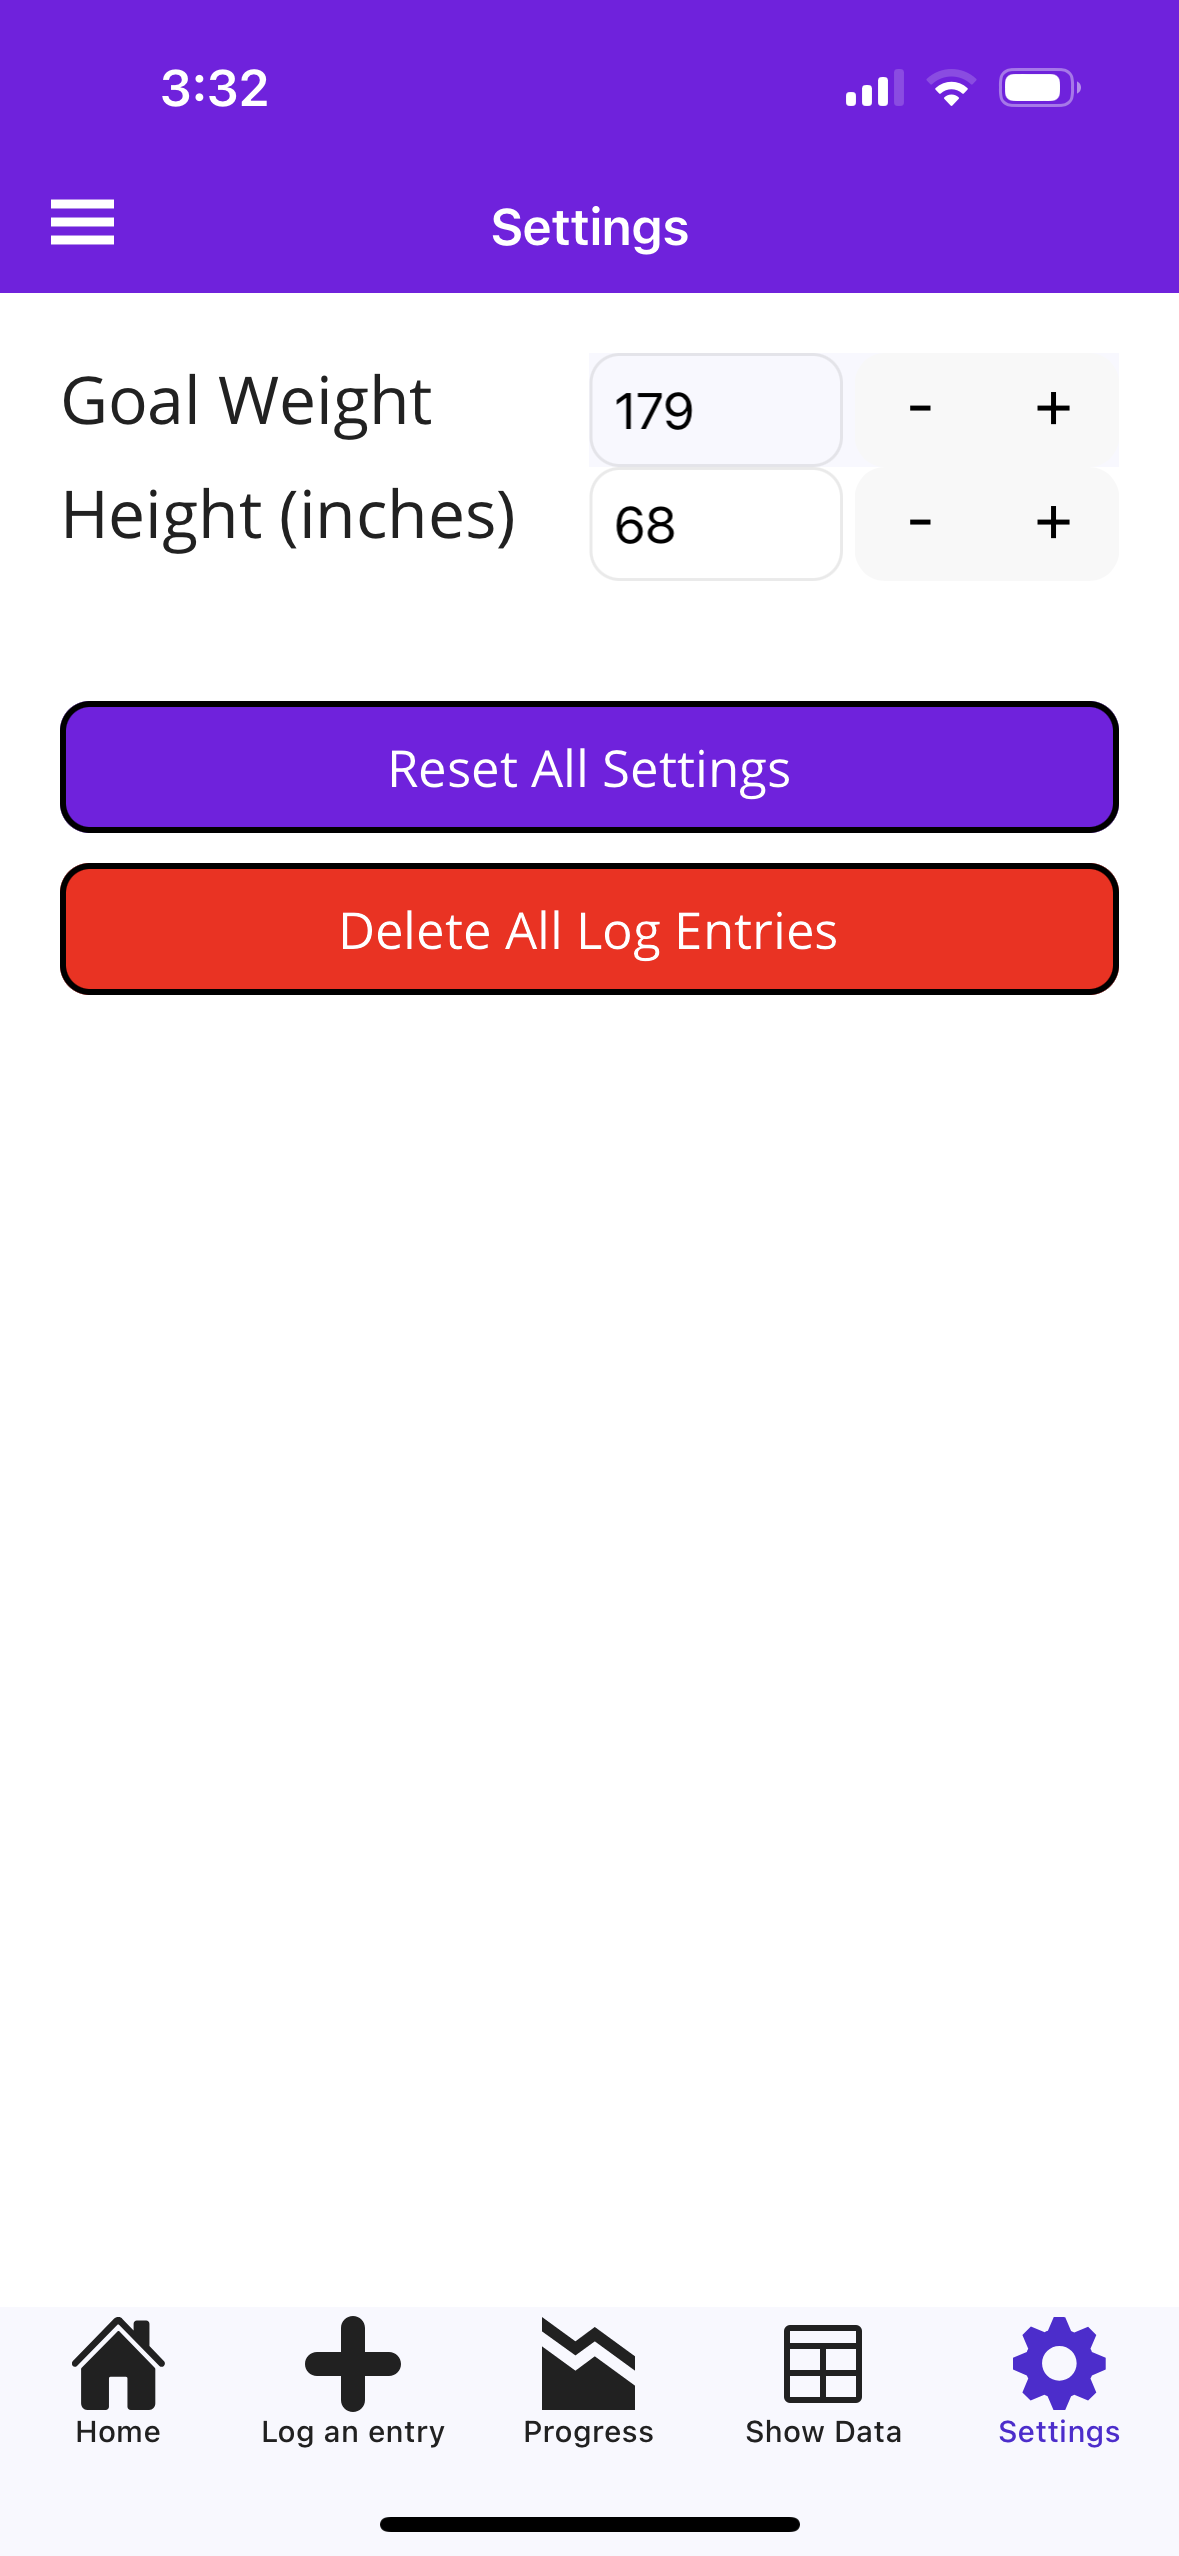 3:32
Settings
Goal Weight 179 - +
Height (inches) 68 - +
Reset All Settings
Delete All Log Entries
Home Log an entry Progress Show Data Settings